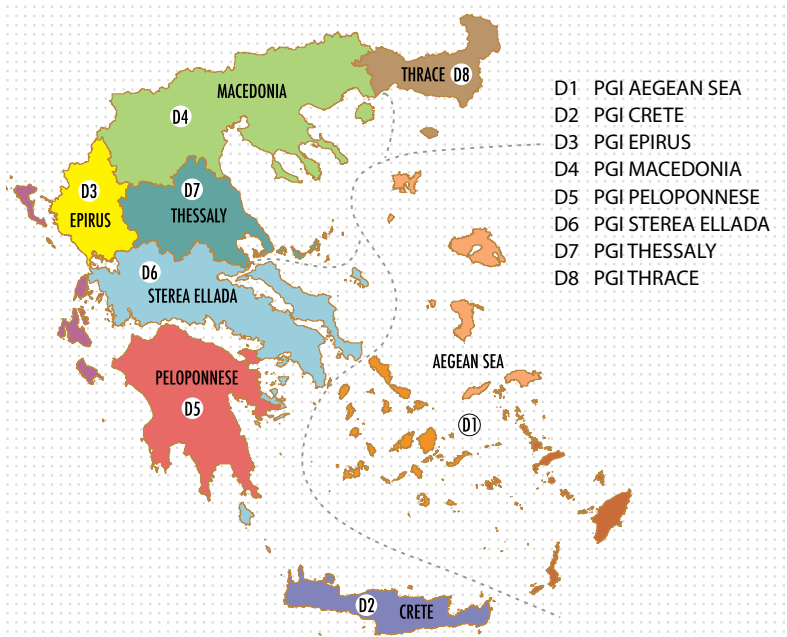 THRACE D8
MACEDONIA
D4
D3
EPIRUS
D7
THESSALY
D6
STEREA ELLADA
PELOPONNESE
D5
AEGEAN SEA
D1
D2 CRETE
D1 PGI AEGEAN SEA
D2 PGI CRETE
D3 PGI EPIRUS
D4 PGI MACEDONIA
D5 PGI PELOPONNESE
D6 PGI STEREA ELLADA
D7 PGI THESSALY
D8 PGI THRACE